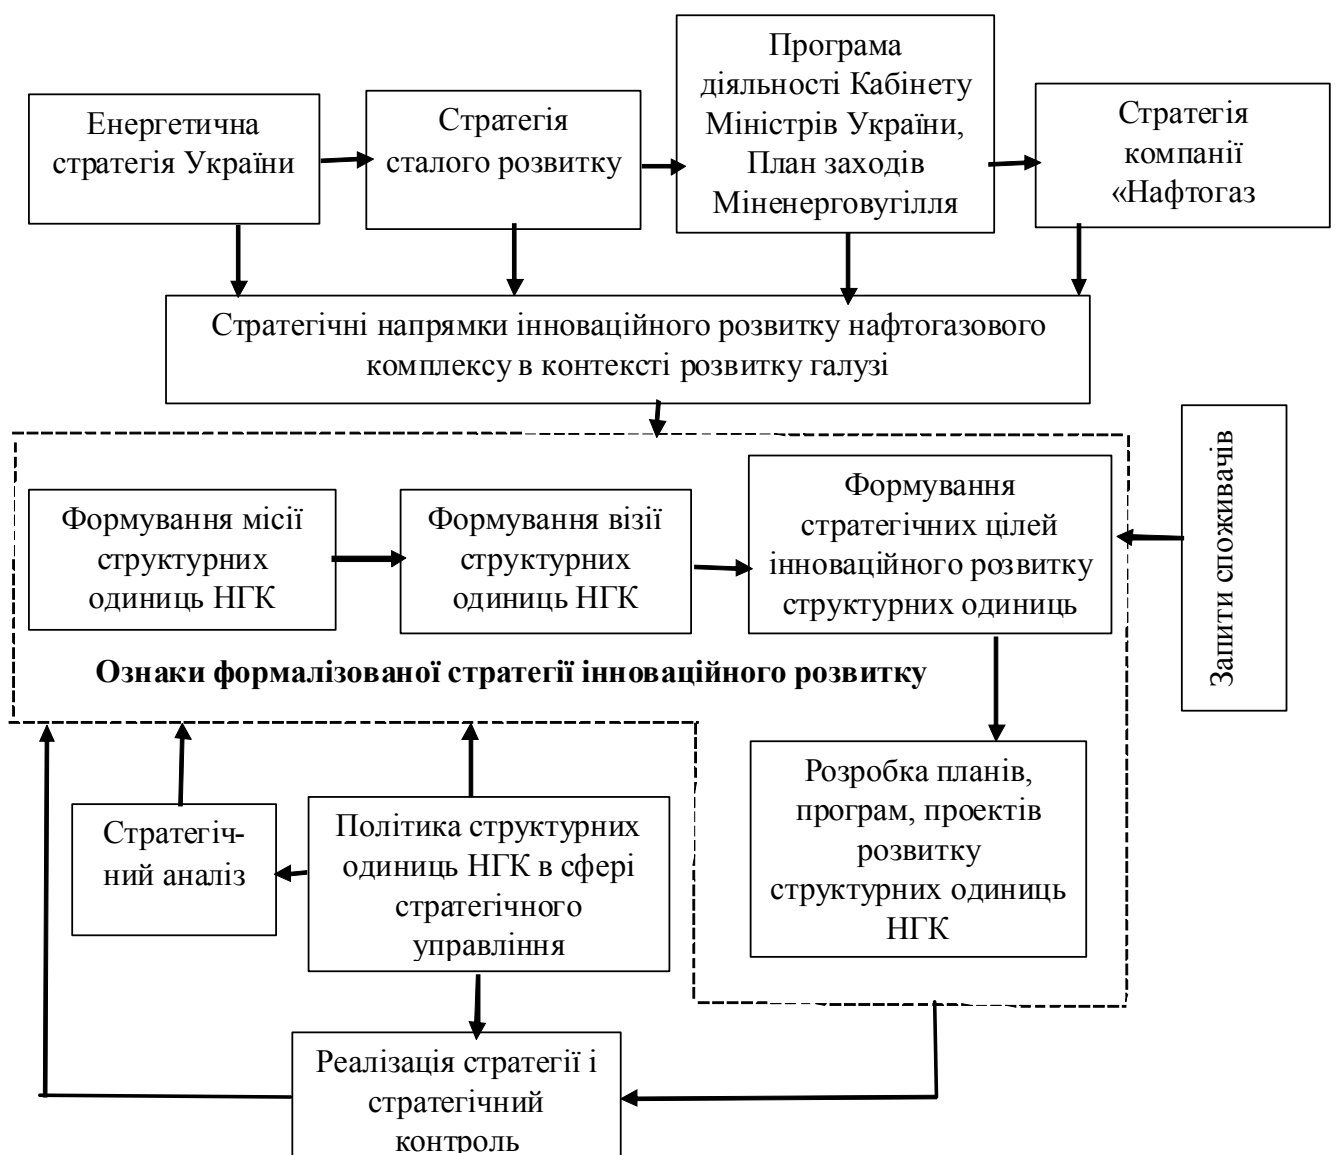 Енергетична
стратегія України
Стратегія
сталого розвитку
Програма
діяльності Кабінету
Міністрів України,
План заходів
Міненерговугілля
Стратегія
компанії
«Нафтогаз
Стратегічні напрямки інноваційного розвитку нафтогазового
комплексу в контексті розвитку галузі
Формування місії
структурних
одиниць НГК
Формування візії
структурних
одиниць НГК
Формування
стратегічних цілей
інноваційного розвитку
структурних одиниць
Запити споживачів
Ознаки формалізованої стратегії інноваційного розвитку
Стратегіч-
ний аналіз
Політика структурних
одиниць НГК в сфері
стратегічного
управління
Розробка планів,
програм, проектів
розвитку
структурних одиниць
НГК
Реалізація стратегії і
стратегічний
контроль